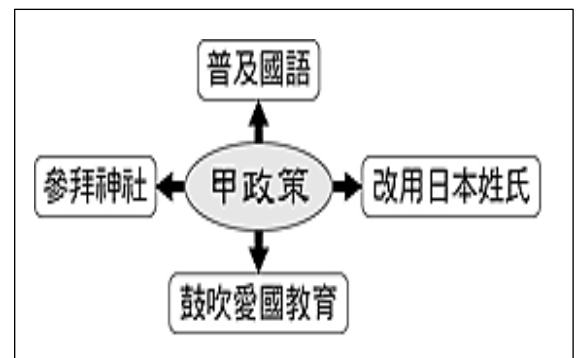 普及國語
參拜神社
甲政策
改用日本姓氏
鼓吹愛國教育